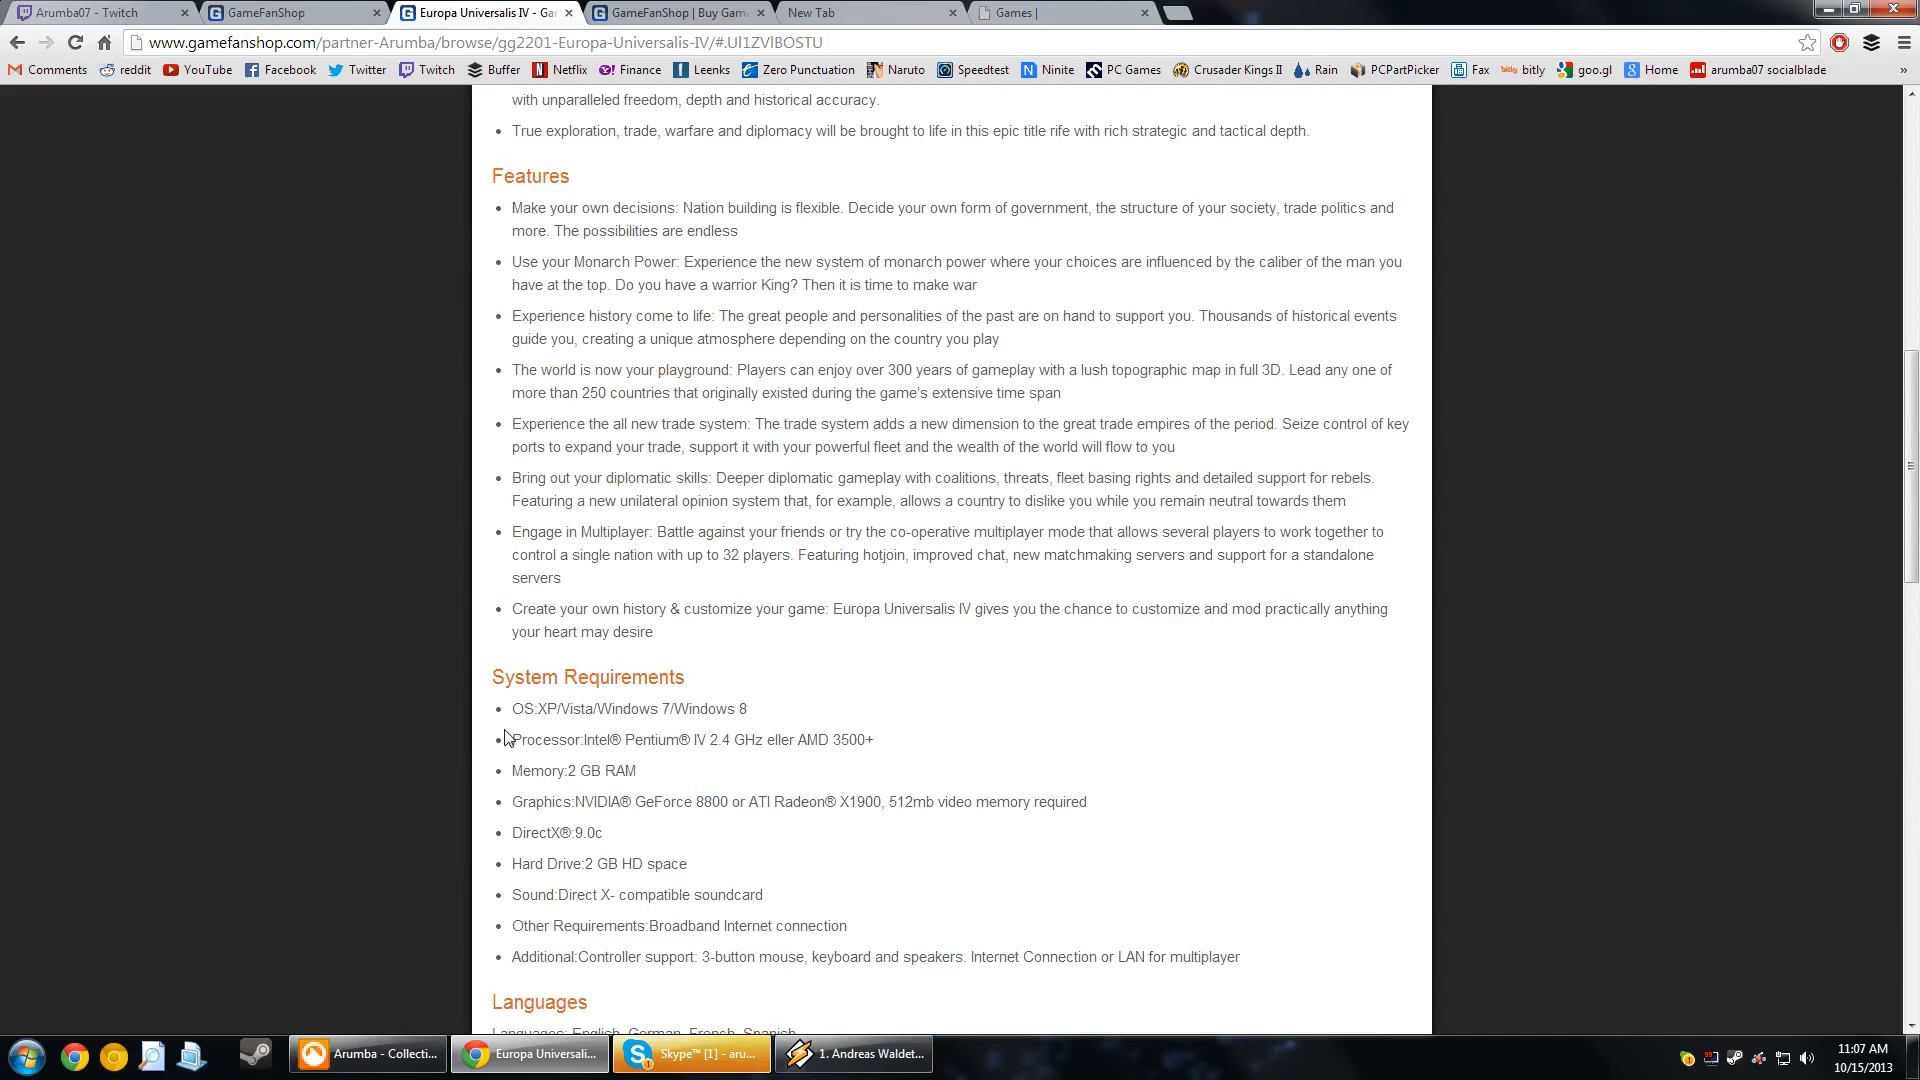 Arumba07 - Twitch
GameFanShop
Europa Universalis IV - Ga
GameFanShop | Buy Gam
New Tab
Games |
www.gamefanshop.com/partner-Arumba/browse/gg2201-Europa-Universalis-IV/#.Ul1ZVlBOSTU
Comments reddit YouTube Facebook Twitter Twitch Buffer Netflix Finance Leenks Zero Punctuation Naruto Speedtest Ninite PC Games Crusader Kings II Rain PCPartPicker Fax bitly goo.gl Home arumba07 socialblade »
with unparalleled freedom, depth and historical accuracy.
• True exploration, trade, warfare and diplomacy will be brought to life in this epic title rife with rich strategic and tactical depth.
Features
• Make your own decisions: Nation building is flexible. Decide your own form of government, the structure of your society, trade politics and
more. The possibilities are endless
• Use your Monarch Power: Experience the new system of monarch power where your choices are influenced by the caliber of the man you
have at the top. Do you have a warrior King? Then it is time to make war
• Experience history come to life: The great people and personalities of the past are on hand to support you. Thousands of historical events
guide you, creating a unique atmosphere depending on the country you play
• The world is now your playground: Players can enjoy over 300 years of gameplay with a lush topographic map in full 3D. Lead any one of
more than 250 countries that originally existed during the game's extensive time span
• Experience the all new trade system: The trade system adds a new dimension to the great trade empires of the period. Seize control of key
ports to expand your trade, support it with your powerful fleet and the wealth of the world will flow to you
• Bring out your diplomatic skills: Deeper diplomatic gameplay with coalitions, threats, fleet basing rights and detailed support for rebels.
Featuring a new unilateral opinion system that, for example, allows a country to dislike you while you remain neutral towards them
• Engage in Multiplayer: Battle against your friends or try the co-operative multiplayer mode that allows several players to work together to
control a single nation with up to 32 players. Featuring hotjoin, improved chat, new matchmaking servers and support for a standalone
servers
• Create your own history & customize your game: Europa Universalis IV gives you the chance to customize and mod practically anything
your heart may desire
System Requirements
• OS:XP/Vista/Windows 7/Windows 8
• Processor:Intel® Pentium® IV 2.4 GHz eller AMD 3500+
• Memory:2 GB RAM
• Graphics:NVIDIA® GeForce 8800 or ATI Radeon® X1900, 512mb video memory required
• DirectX®:9.0c
• Hard Drive:2 GB HD space
• Sound:Direct X- compatible soundcard
• Other Requirements:Broadband Internet connection
• Additional:Controller support: 3-button mouse, keyboard and speakers. Internet Connection or LAN for multiplayer
Languages
Languages: English, German, French, Spanish
Arumba - Collecti...
Europa Universali...
Skype™ [1] - aru...
1. Andreas Waldet...
11:07 AM
10/15/2013